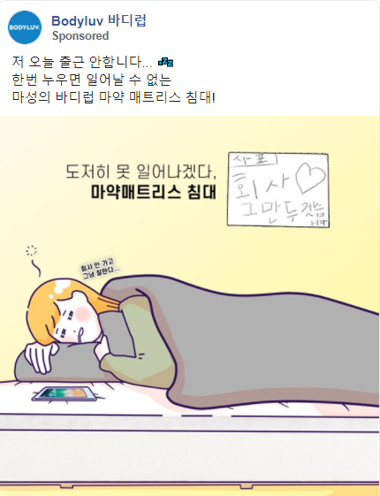 BODYLUV.
Bodyluv 바디럽
Sponsored
저 오늘 출근 안합니다... 💤
한번 누우면 일어날 수 없는
마성의 바디럽 마약 매트리스 침대!
도저히 못 일어나겠다,
마약매트리스 침대
사표
회사♡
그만두겠습
니다
회사 안 가고
그냥 잘란다...